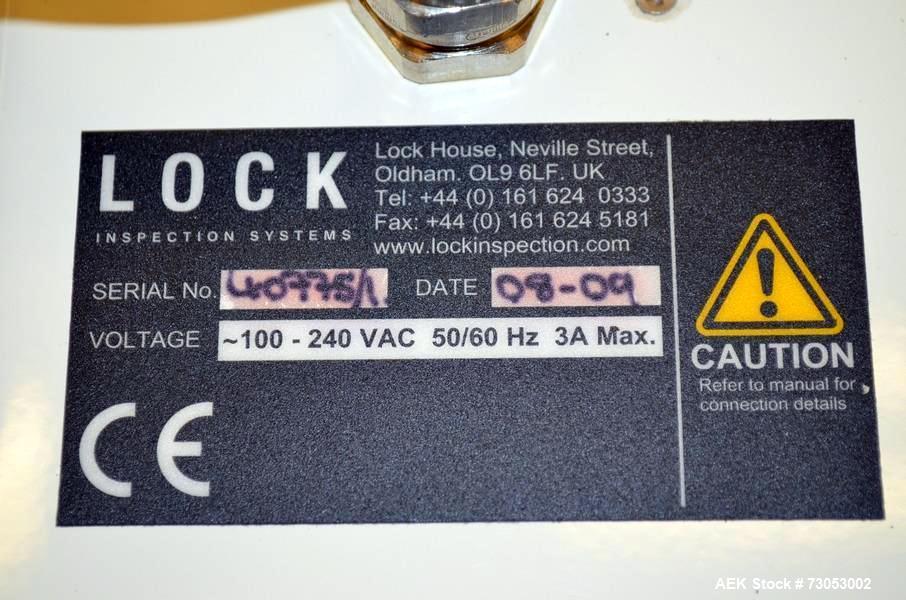 LOCK
INSPECTION SYSTEMS
Lock House, Neville Street,
Oldham. OL9 6LF. UK
Tel: +44 (0) 161 624 0333
Fax: +44 (0) 161 624 5181
www.lockinspection.com
SERIAL No. 40775/1. DATE 08-09
VOLTAGE ~100 - 240 VAC 50/60 Hz 3A Max.
CE
CAUTION
Refer to manual for
connection details
AEK Stock # 73053002